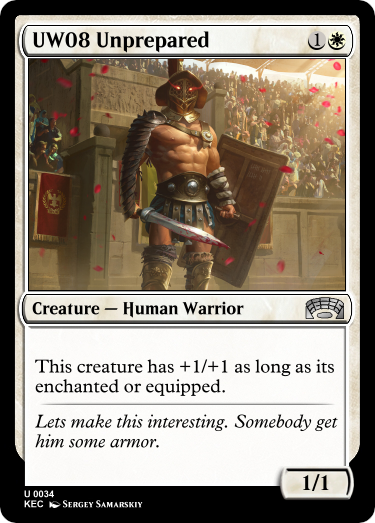 UW08 Unprepared 1
Creature — Human Warrior
This creature has +1/+1 as long as its
enchanted or equipped.
Lets make this interesting. Somebody get
him some armor.
1/1
U 0034
KEC Sergey Samarskiy